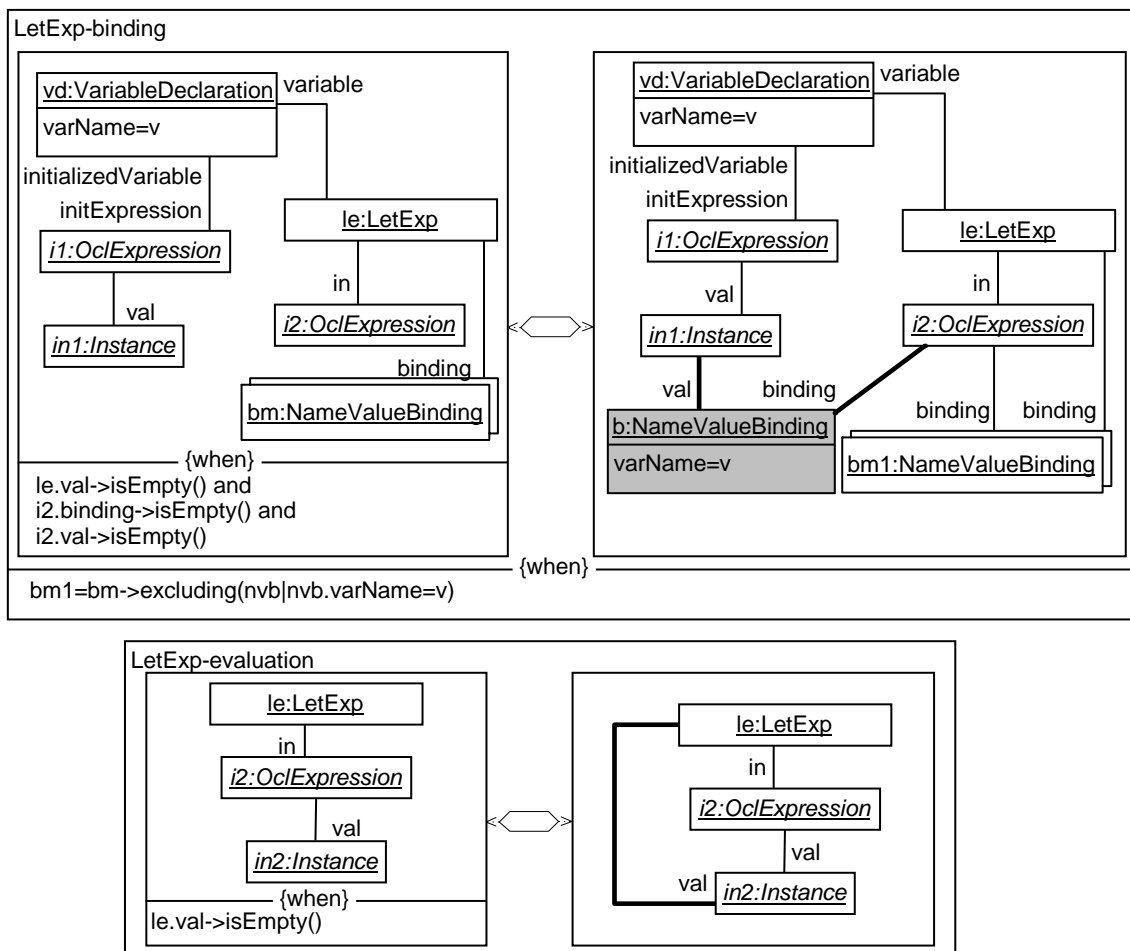 LetExp-binding
vd:VariableDeclaration
variable
varName=v
initializedVariable
initExpression
le:LetExp
i1:OclExpression
in
val
i2:OclExpression
in1:Instance
binding
bm:NameValueBinding
{when}
le.val->isEmpty() and
i2.binding->isEmpty() and
i2.val->isEmpty()
vd:VariableDeclaration
variable
varName=v
initializedVariable
initExpression
le:LetExp
i1:OclExpression
in
val
i2:OclExpression
in1:Instance
val
binding
b:NameValueBinding
binding
binding
varName=v
bm1:NameValueBinding
{when}
bm1=bm->excluding(nvb|nvb.varName=v)
LetExp-evaluation
le:LetExp
in
i2:OclExpression
val
in2:Instance
{when}
le.val->isEmpty()
le:LetExp
in
i2:OclExpression
val
val
in2:Instance